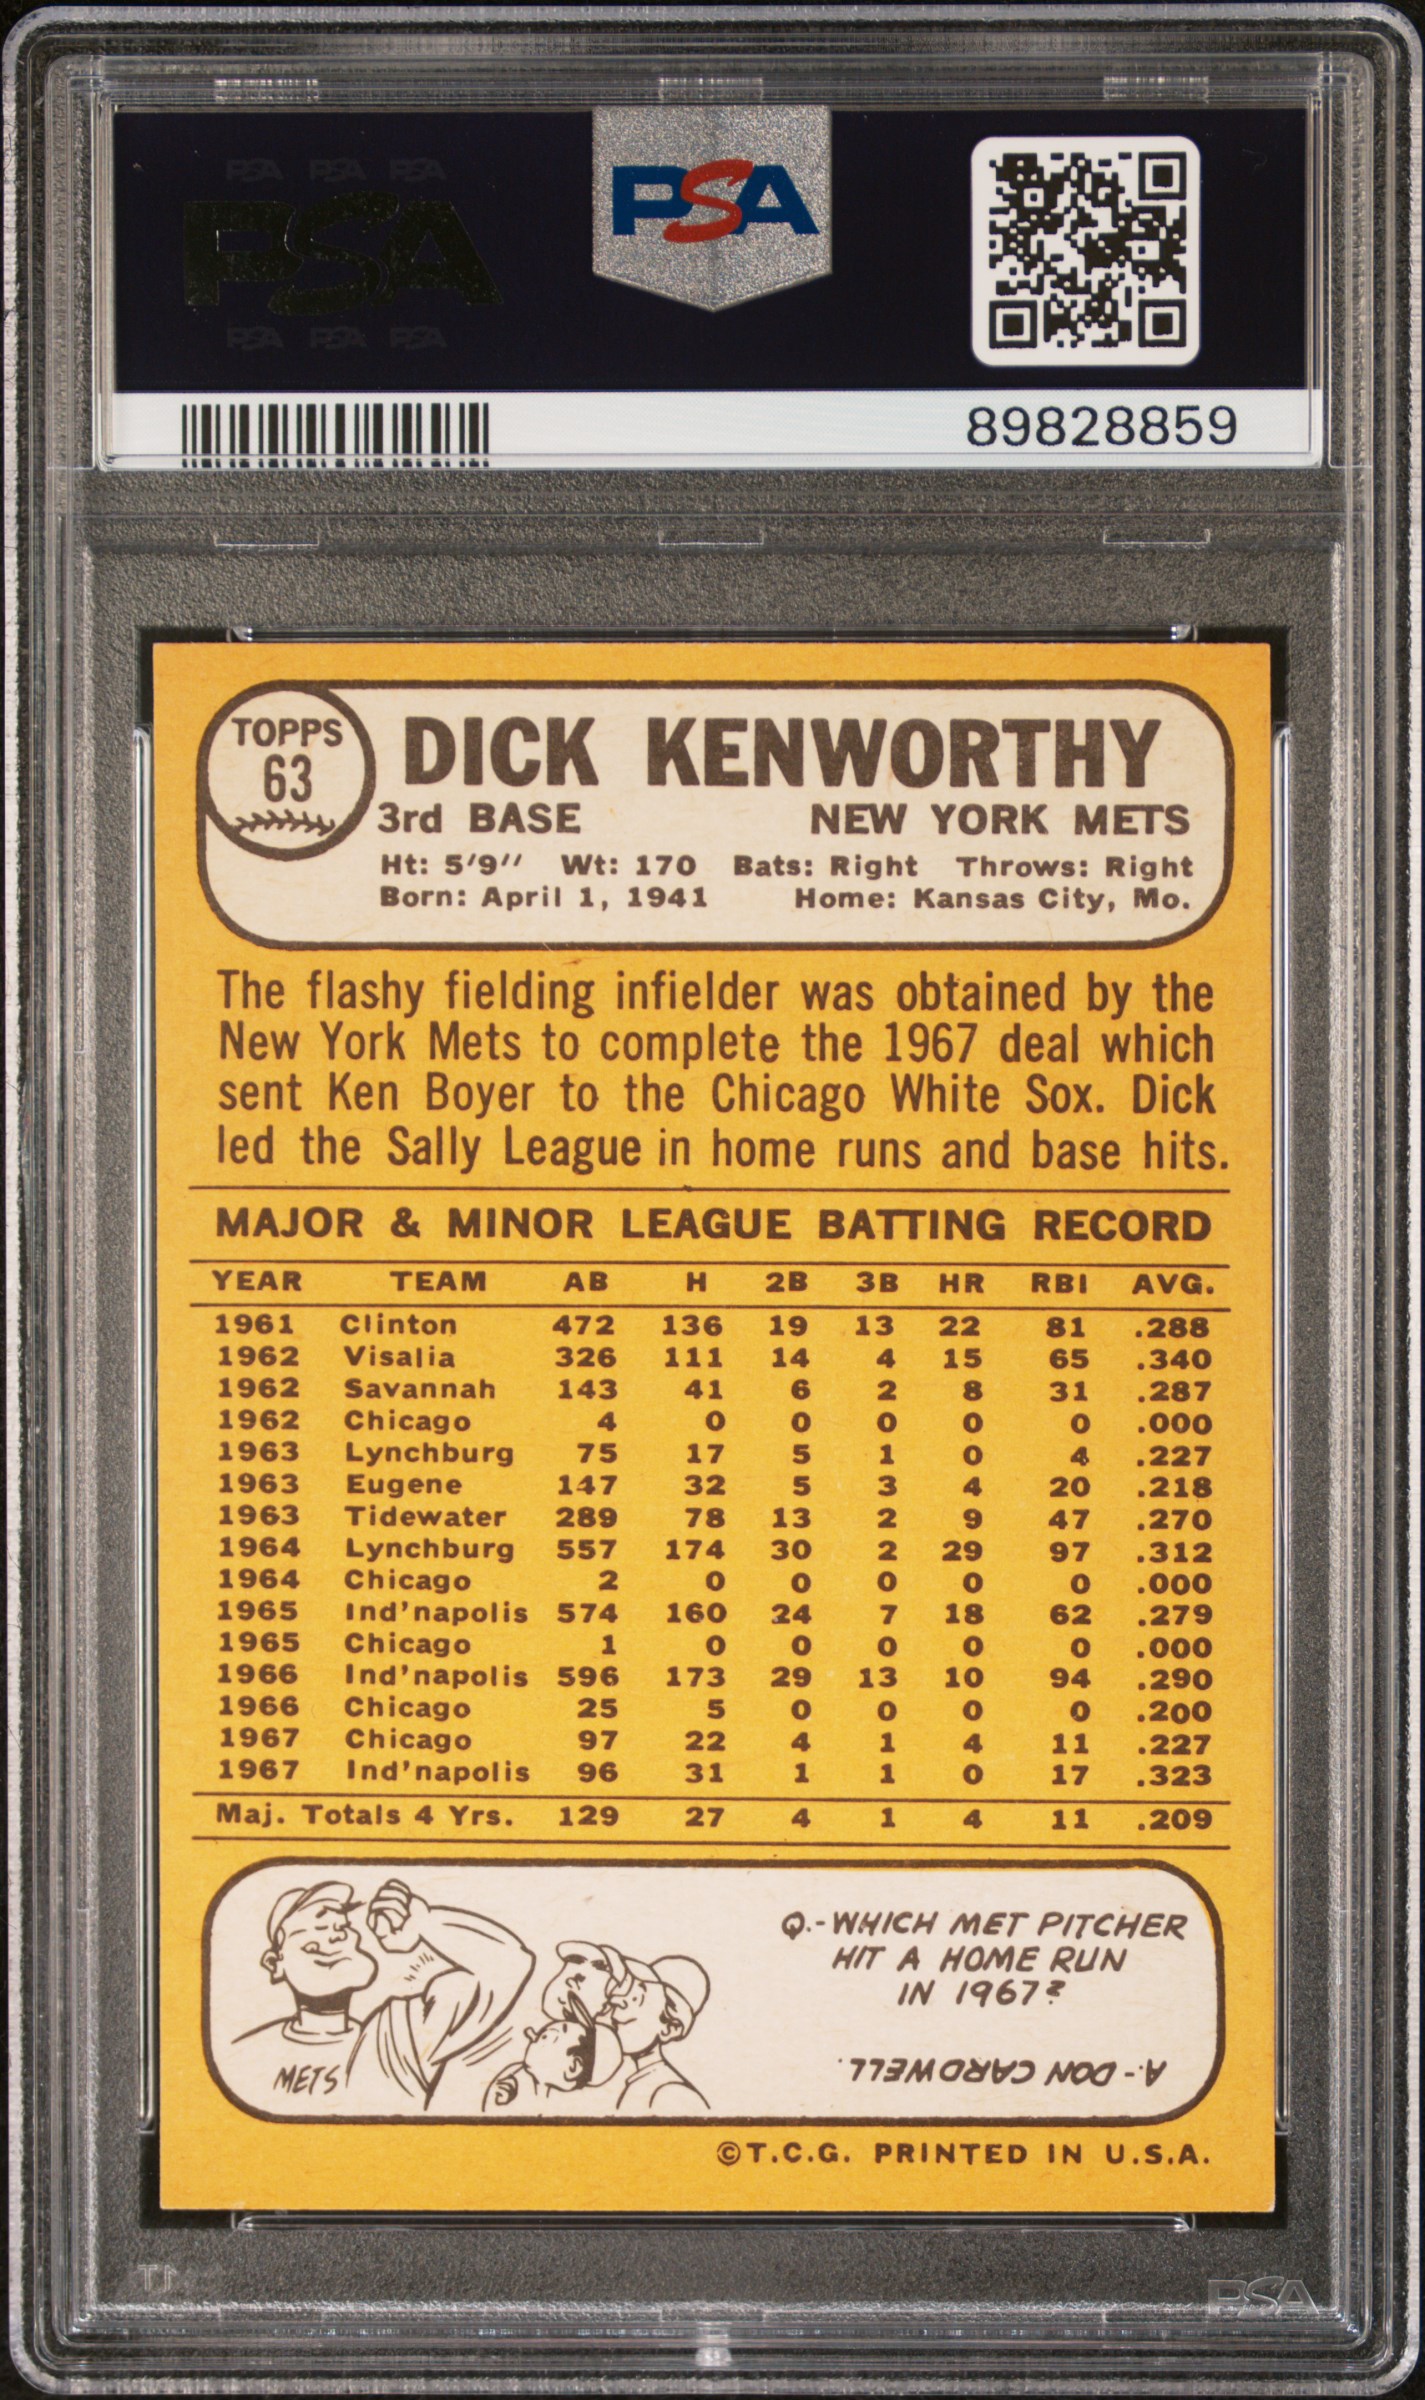 PSA PSA PSA
PSA
PSA PSA PSA
PSA
89828859
TOPPS
63
DICK KENWORTHY
3rd BASE NEW YORK METS
Ht: 5'9'' Wt: 170 Bats: Right Throws: Right
Born: April 1, 1941 Home: Kansas City, Mo.
The flashy fielding infielder was obtained by the
New York Mets to complete the 1967 deal which
sent Ken Boyer to the Chicago White Sox. Dick
led the Sally League in home runs and base hits.
MAJOR & MINOR LEAGUE BATTING RECORD
YEAR TEAM AB H 2B 3B HR RBI AVG.
1961 Clinton 472 136 19 13 22 81 .288
1962 Visalia 326 111 14 4 15 65 .340
1962 Savannah 143 41 6 2 8 31 .287
1962 Chicago 4 0 0 0 0 0 .000
1963 Lynchburg 75 17 5 1 0 4 .227
1963 Eugene 147 32 5 3 4 20 .218
1963 Tidewater 289 78 13 2 9 47 .270
1964 Lynchburg 557 174 30 2 29 97 .312
1964 Chicago 2 0 0 0 0 0 .000
1965 Ind'napolis 574 160 24 7 18 62 .279
1965 Chicago 1 0 0 0 0 0 .000
1966 Ind'napolis 596 173 29 13 10 94 .290
1966 Chicago 25 5 0 0 0 0 .200
1967 Chicago 97 22 4 1 4 11 .227
1967 Ind'napolis 96 31 1 1 0 17 .323
Maj. Totals 4 Yrs. 129 27 4 1 4 11 .209
METS
Q.-WHICH MET PITCHER
HIT A HOME RUN
IN 1967?
A.-DON CARDWELL.
©T.C.G. PRINTED IN U.S.A.
PSA